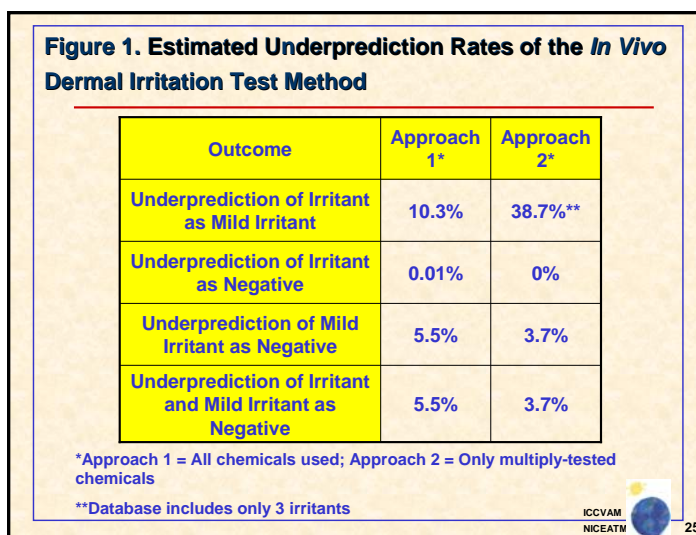 Figure 1. Estimated Underprediction Rates of the In Vivo
Dermal Irritation Test Method
Outcome
Approach
1*
Approach
2*
Underprediction of Irritant
as Mild Irritant
10.3%
38.7%**
Underprediction of Irritant
as Negative
0.01%
0%
Underprediction of Mild
Irritant as Negative
5.5%
3.7%
Underprediction of Irritant
and Mild Irritant as
Negative
5.5%
3.7%
*Approach 1 = All chemicals used; Approach 2 = Only multiply-tested
chemicals
**Database includes only 3 irritants
ICCVAM
NICEATM
25